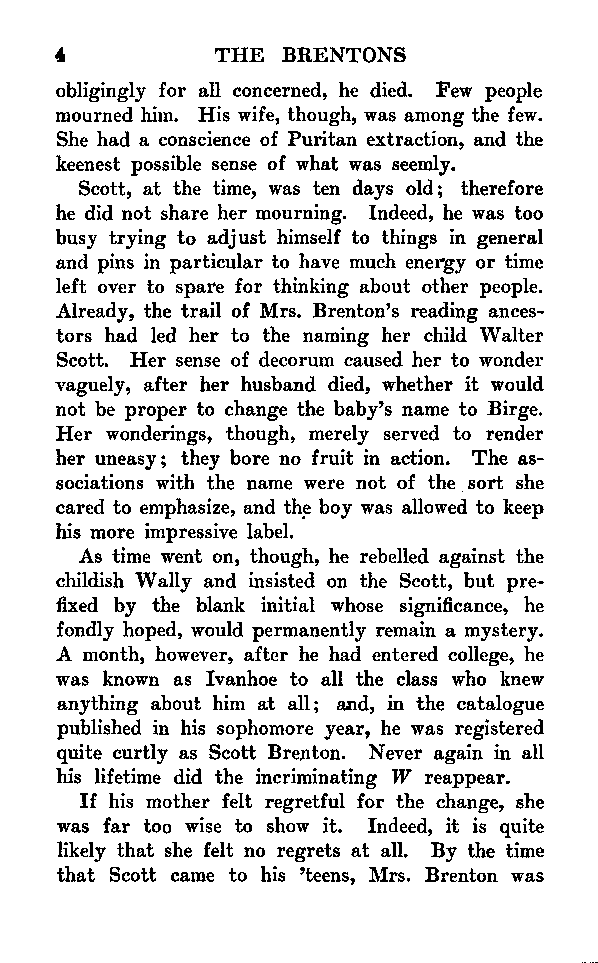 4 THE BRENTONS
obligingly for all concerned, he died. Few people
mourned him. His wife, though, was among the few.
She had a conscience of Puritan extraction, and the
keenest possible sense of what was seemly.
Scott, at the time, was ten days old; therefore
he did not share her mourning. Indeed, he was too
busy trying to adjust himself to things in general
and pins in particular to have much energy or time
left over to spare for thinking about other people.
Already, the trail of Mrs. Brenton's reading ances-
tors had led her to the naming her child Walter
Scott. Her sense of decorum caused her to wonder
vaguely, after her husband died, whether it would
not be proper to change the baby's name to Birge.
Her wonderings, though, merely served to render
her uneasy; they bore no fruit in action. The as-
sociations with the name were not of the sort she
cared to emphasize, and the boy was allowed to keep
his more impressive label.
As time went on, though, he rebelled against the
childish Wally and insisted on the Scott, but pre-
fixed by the blank initial whose significance, he
fondly hoped, would permanently remain a mystery.
A month, however, after he had entered college, he
was known as Ivanhoe to all the class who knew
anything about him at all; and, in the catalogue
published in his sophomore year, he was registered
quite curtly as Scott Brenton. Never again in all
his lifetime did the incriminating W reappear.
If his mother felt regretful for the change, she
was far too wise to show it. Indeed, it is quite
likely that she felt no regrets at all. By the time
that Scott came to his 'teens, Mrs. Brenton was